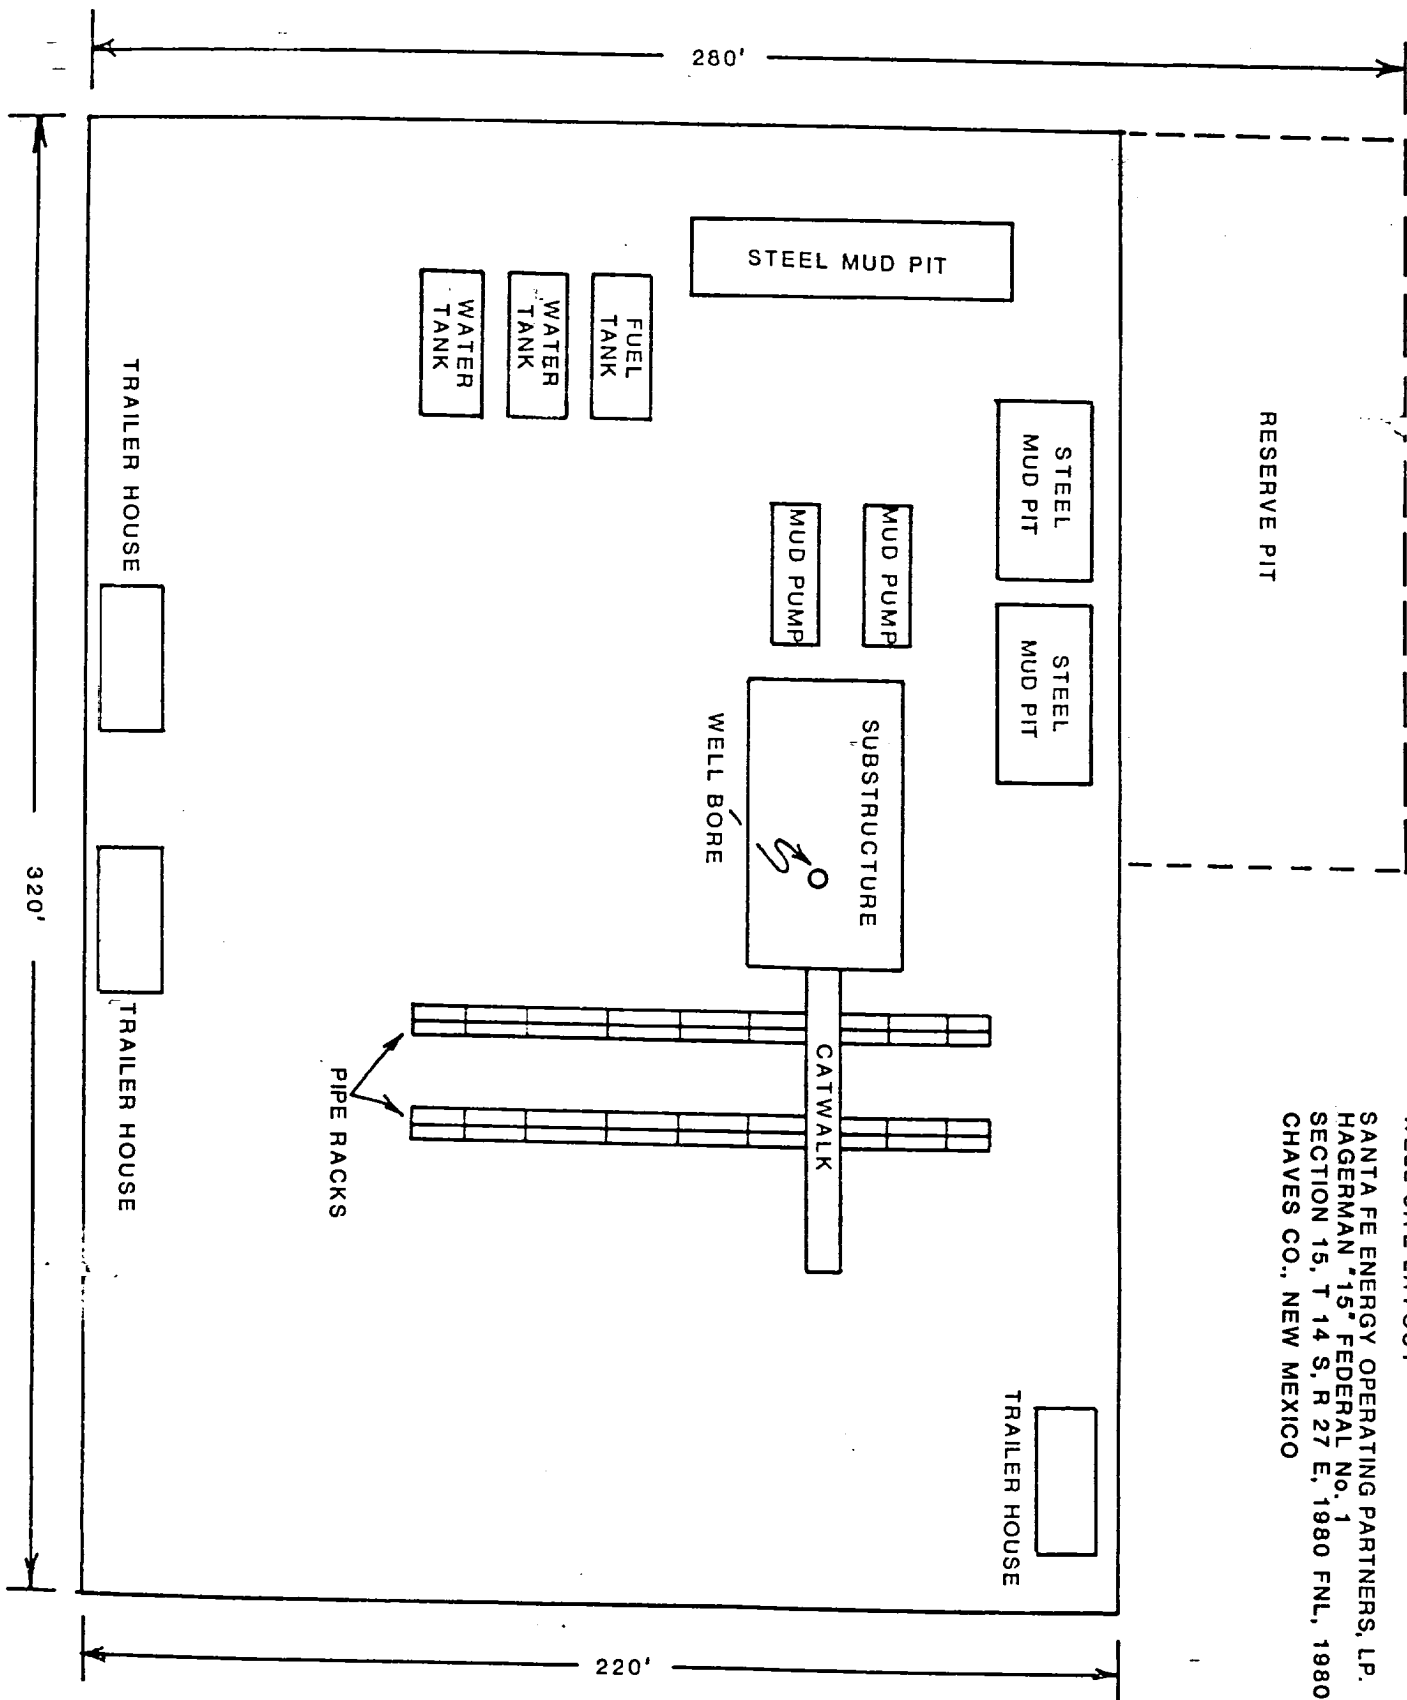 280'
STEEL MUD PIT
FUEL
TANK
WATER
TANK
WATER
TANK
TRAILER HOUSE
STEEL
MUD PIT
RESERVE PIT
MUD PUMP
MUD PUMP
STEEL
MUD PIT
SUBSTRUCTURE
WELL BORE
320'
TRAILER HOUSE
CATWALK
PIPE RACKS
SANTA FE ENERGY OPERATING PARTNERS, LP.
HAGERMAN "15" FEDERAL No. 1
SECTION 15, T 14 S, R 27 E, 1980 FNL, 1980
CHAVES CO., NEW MEXICO
TRAILER HOUSE
220'